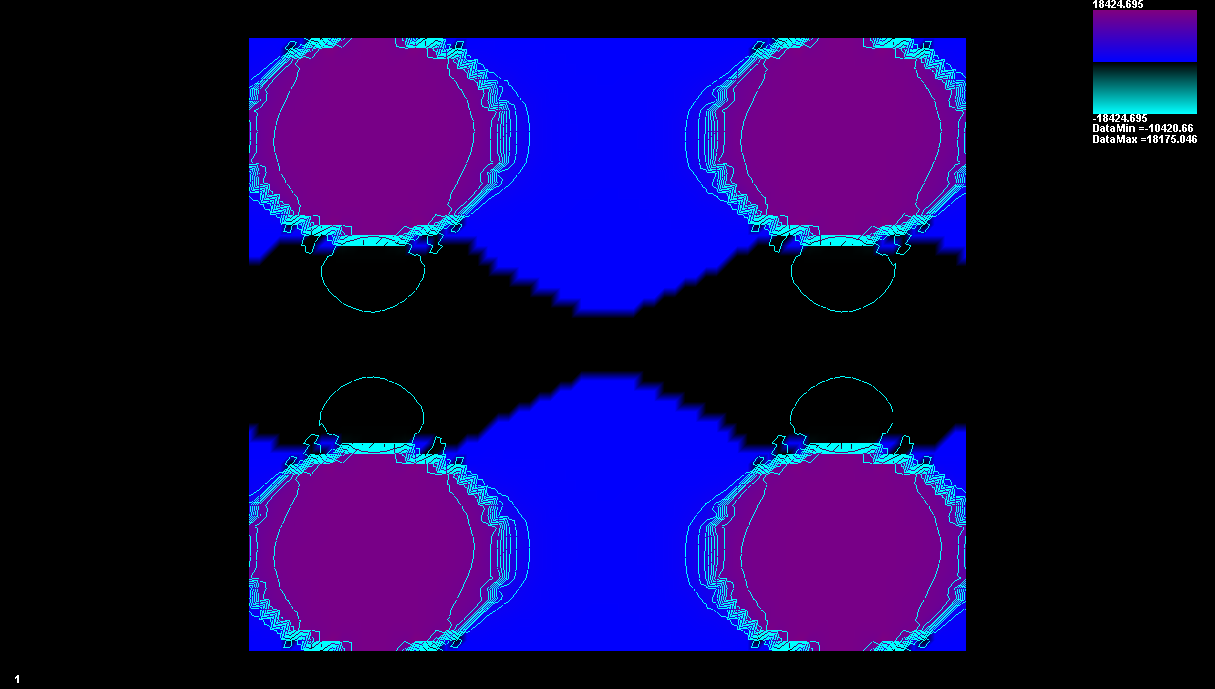 18424.695
-18424.695
DataMin =-10420.66
DataMax =18175.046
1